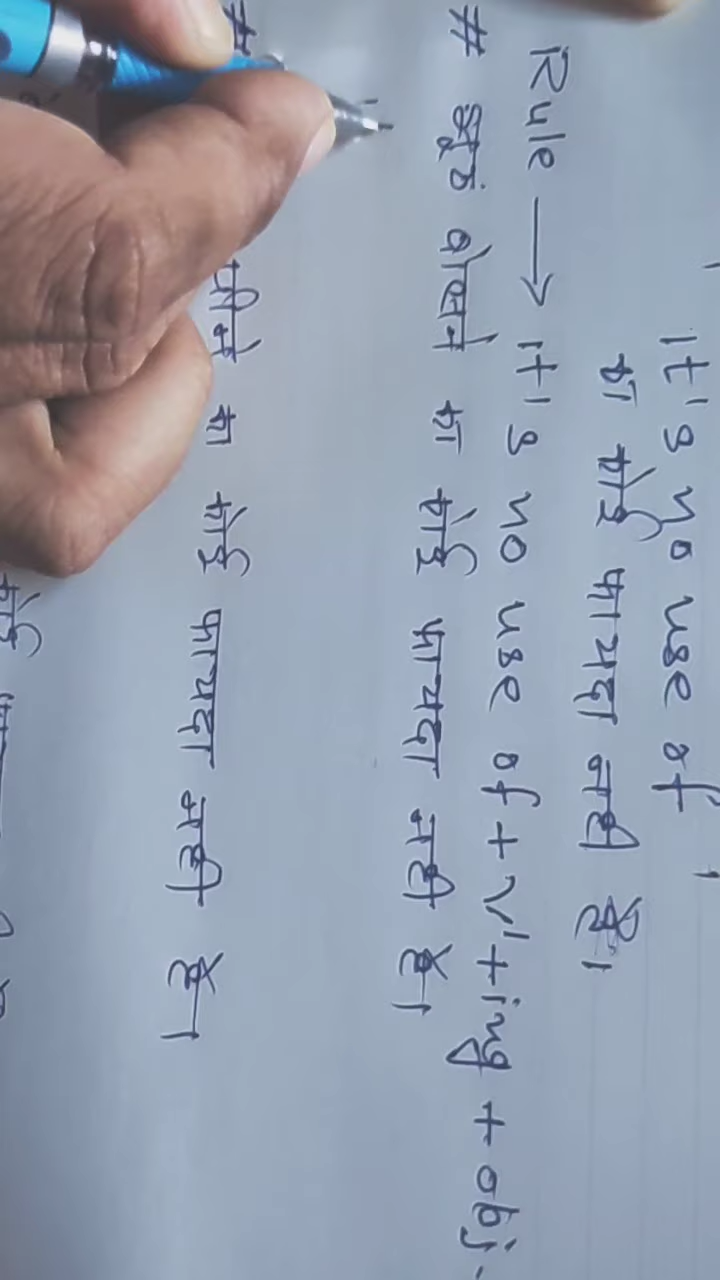 It's no use of
का कोई फायदा नही है।
Rule → It's no use of + v¹ + ing + obj.
# झुठ बोलने का कोई फायदा नही है।
# पीने का कोई फायदा नही है।
कोई